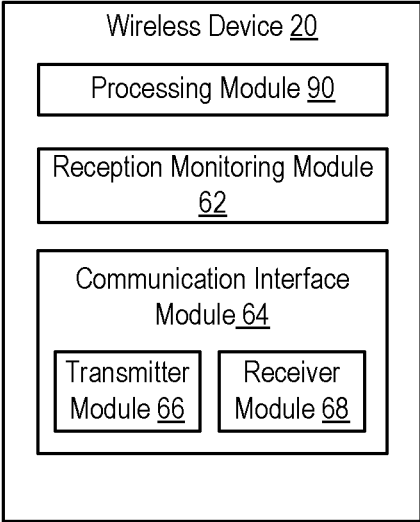 Wireless Device 20
Processing Module 90
Reception Monitoring Module
62
Communication Interface
Module 64
Transmitter
Module 66
Receiver
Module 68